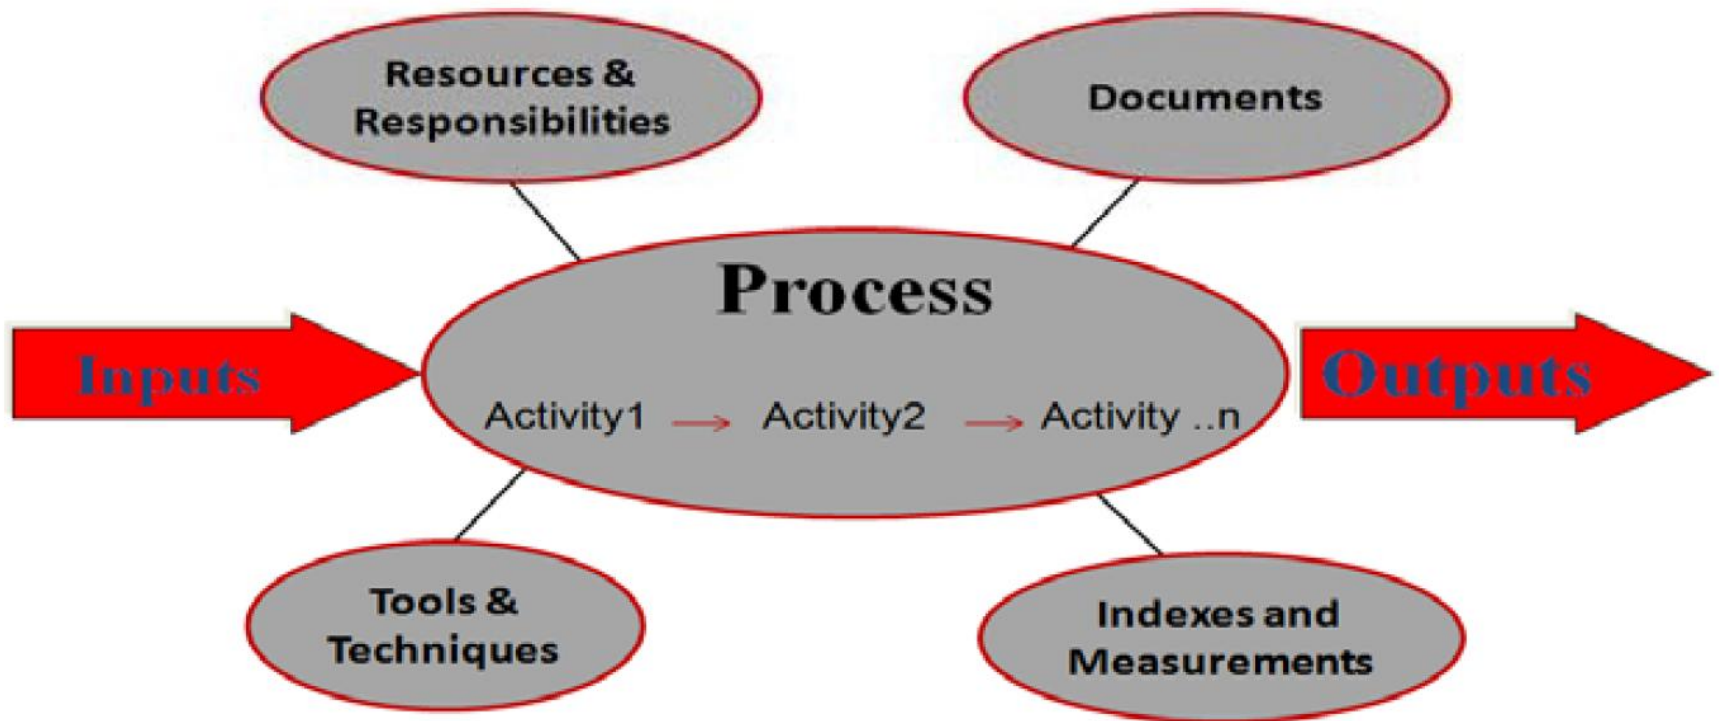 Resources &
Responsibilities
Documents
Process
Inputs
Outputs
Activity1 → Activity2 → Activity ..n
Tools &
Techniques
Indexes and
Measurements